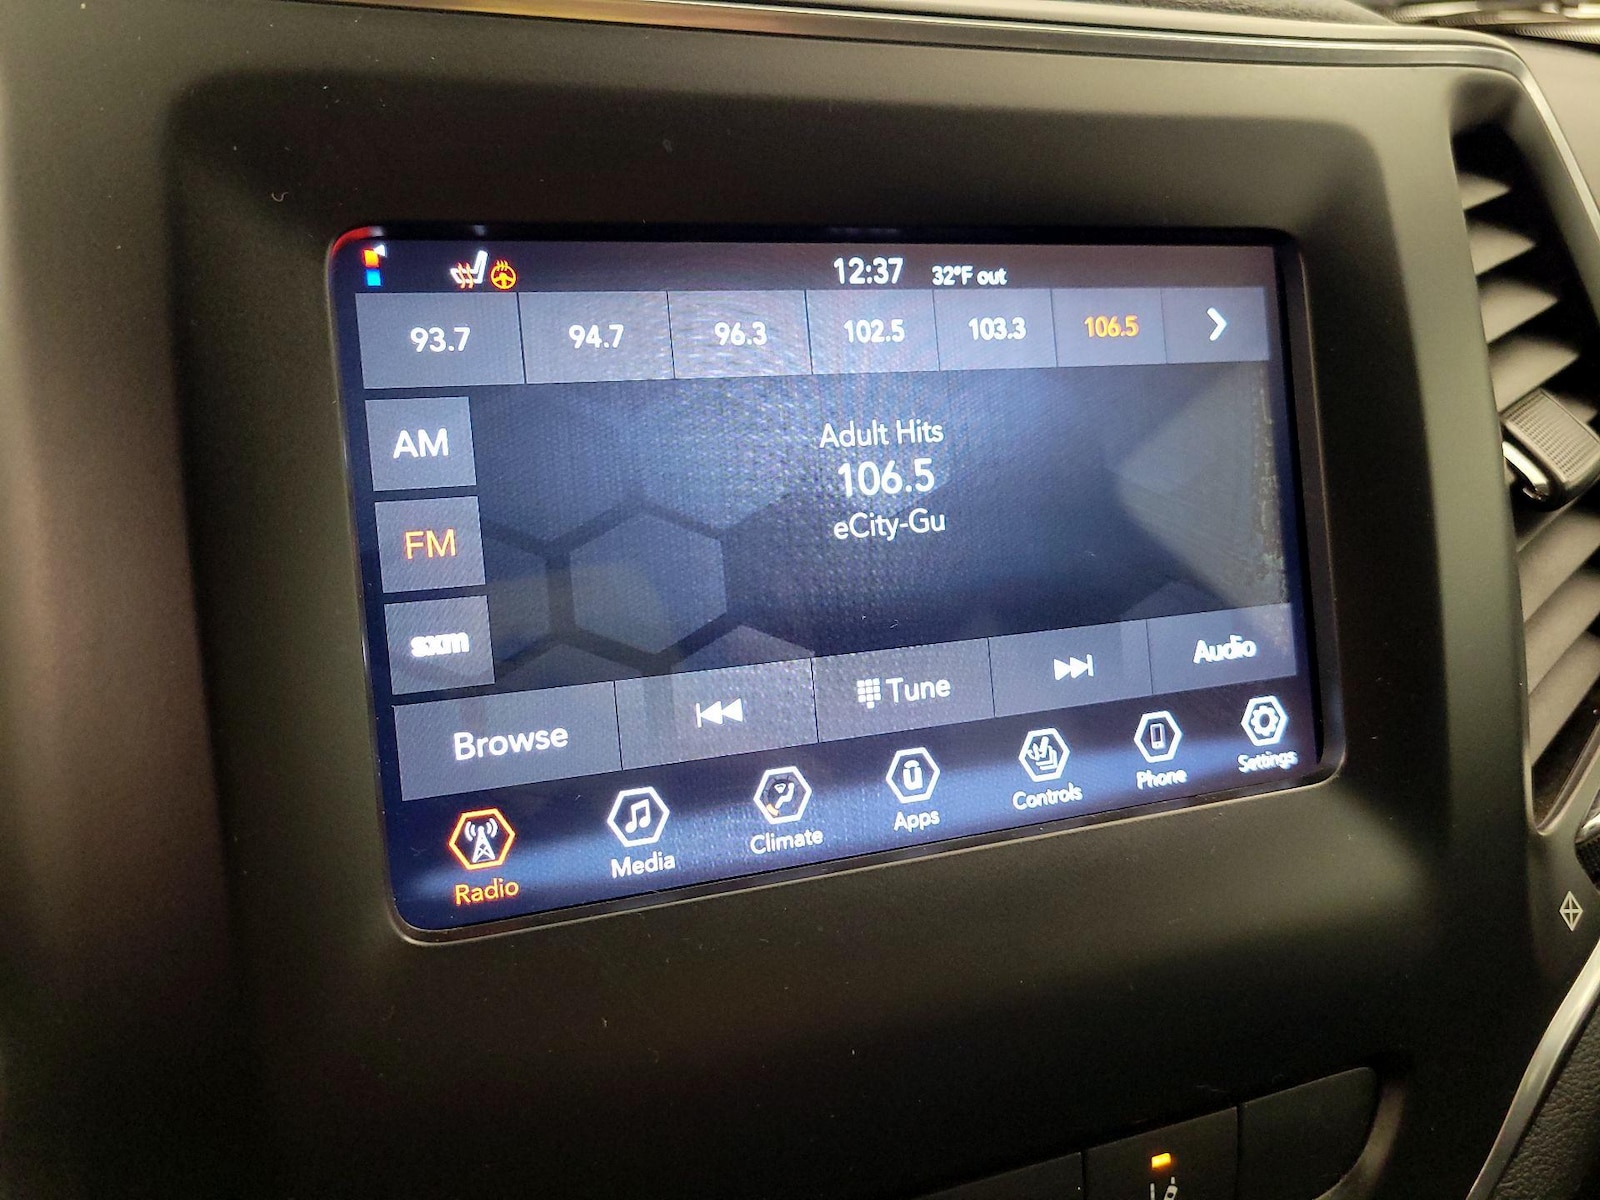 12:37 32°F out
93.7 94.7 96.3 102.5 103.3 106.5
AM
Adult Hits
106.5
eCity-Gu
FM
sxm
Browse Tune Audio
Radio Media Climate Apps Controls Phone Settings